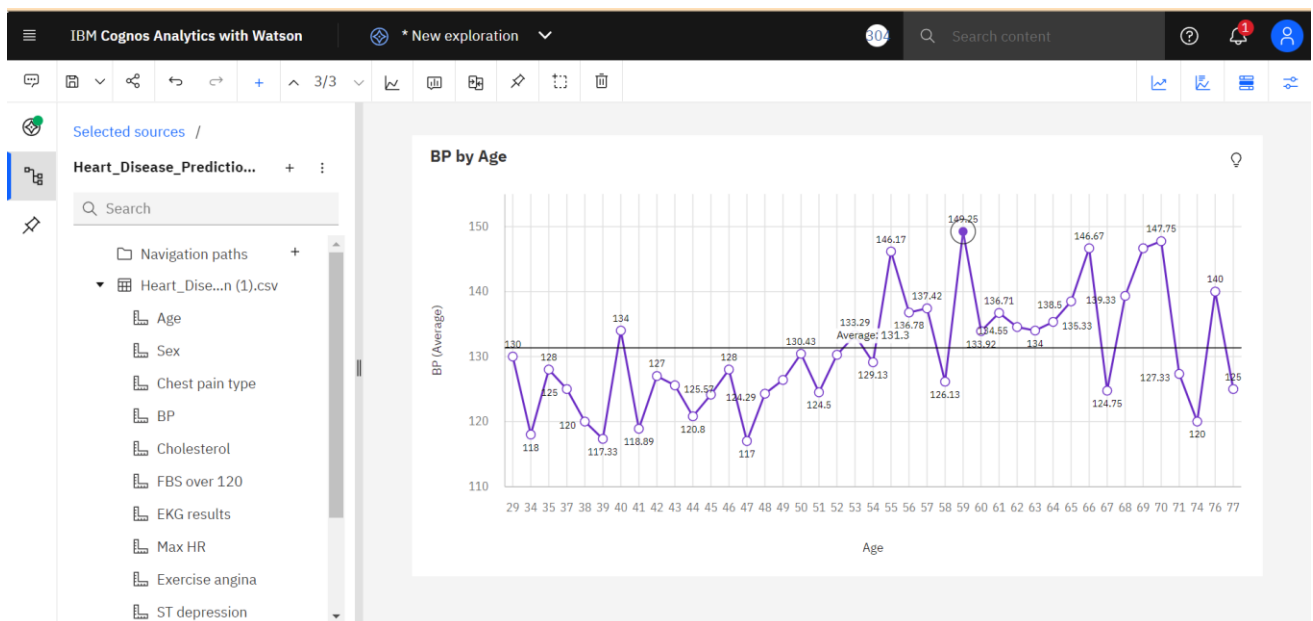 IBM Cognos Analytics with Watson
* New exploration
304
Search content
1
3/3
Selected sources /
Heart_Disease_Predictio...
Search
Navigation paths
Heart_Dise...n (1).csv
Age
Sex
Chest pain type
BP
Cholesterol
FBS over 120
EKG results
Max HR
Exercise angina
ST depression
BP by Age
BP (Average)
150
140
130
120
110
130
118
128
125
120
117.33
134
118.89
127
120.8
125.57
128
117
124.29
130.43
124.5
133.29
Average: 131.3
129.13
146.17
136.78
137.42
126.13
149.25
133.92
136.71
134.55
134
138.5
135.33
146.67
124.75
139.33
147.75
127.33
120
140
125
29 34 35 37 38 39 40 41 42 43 44 45 46 47 48 49 50 51 52 53 54 55 56 57 58 59 60 61 62 63 64 65 66 67 68 69 70 71 74 76 77
Age